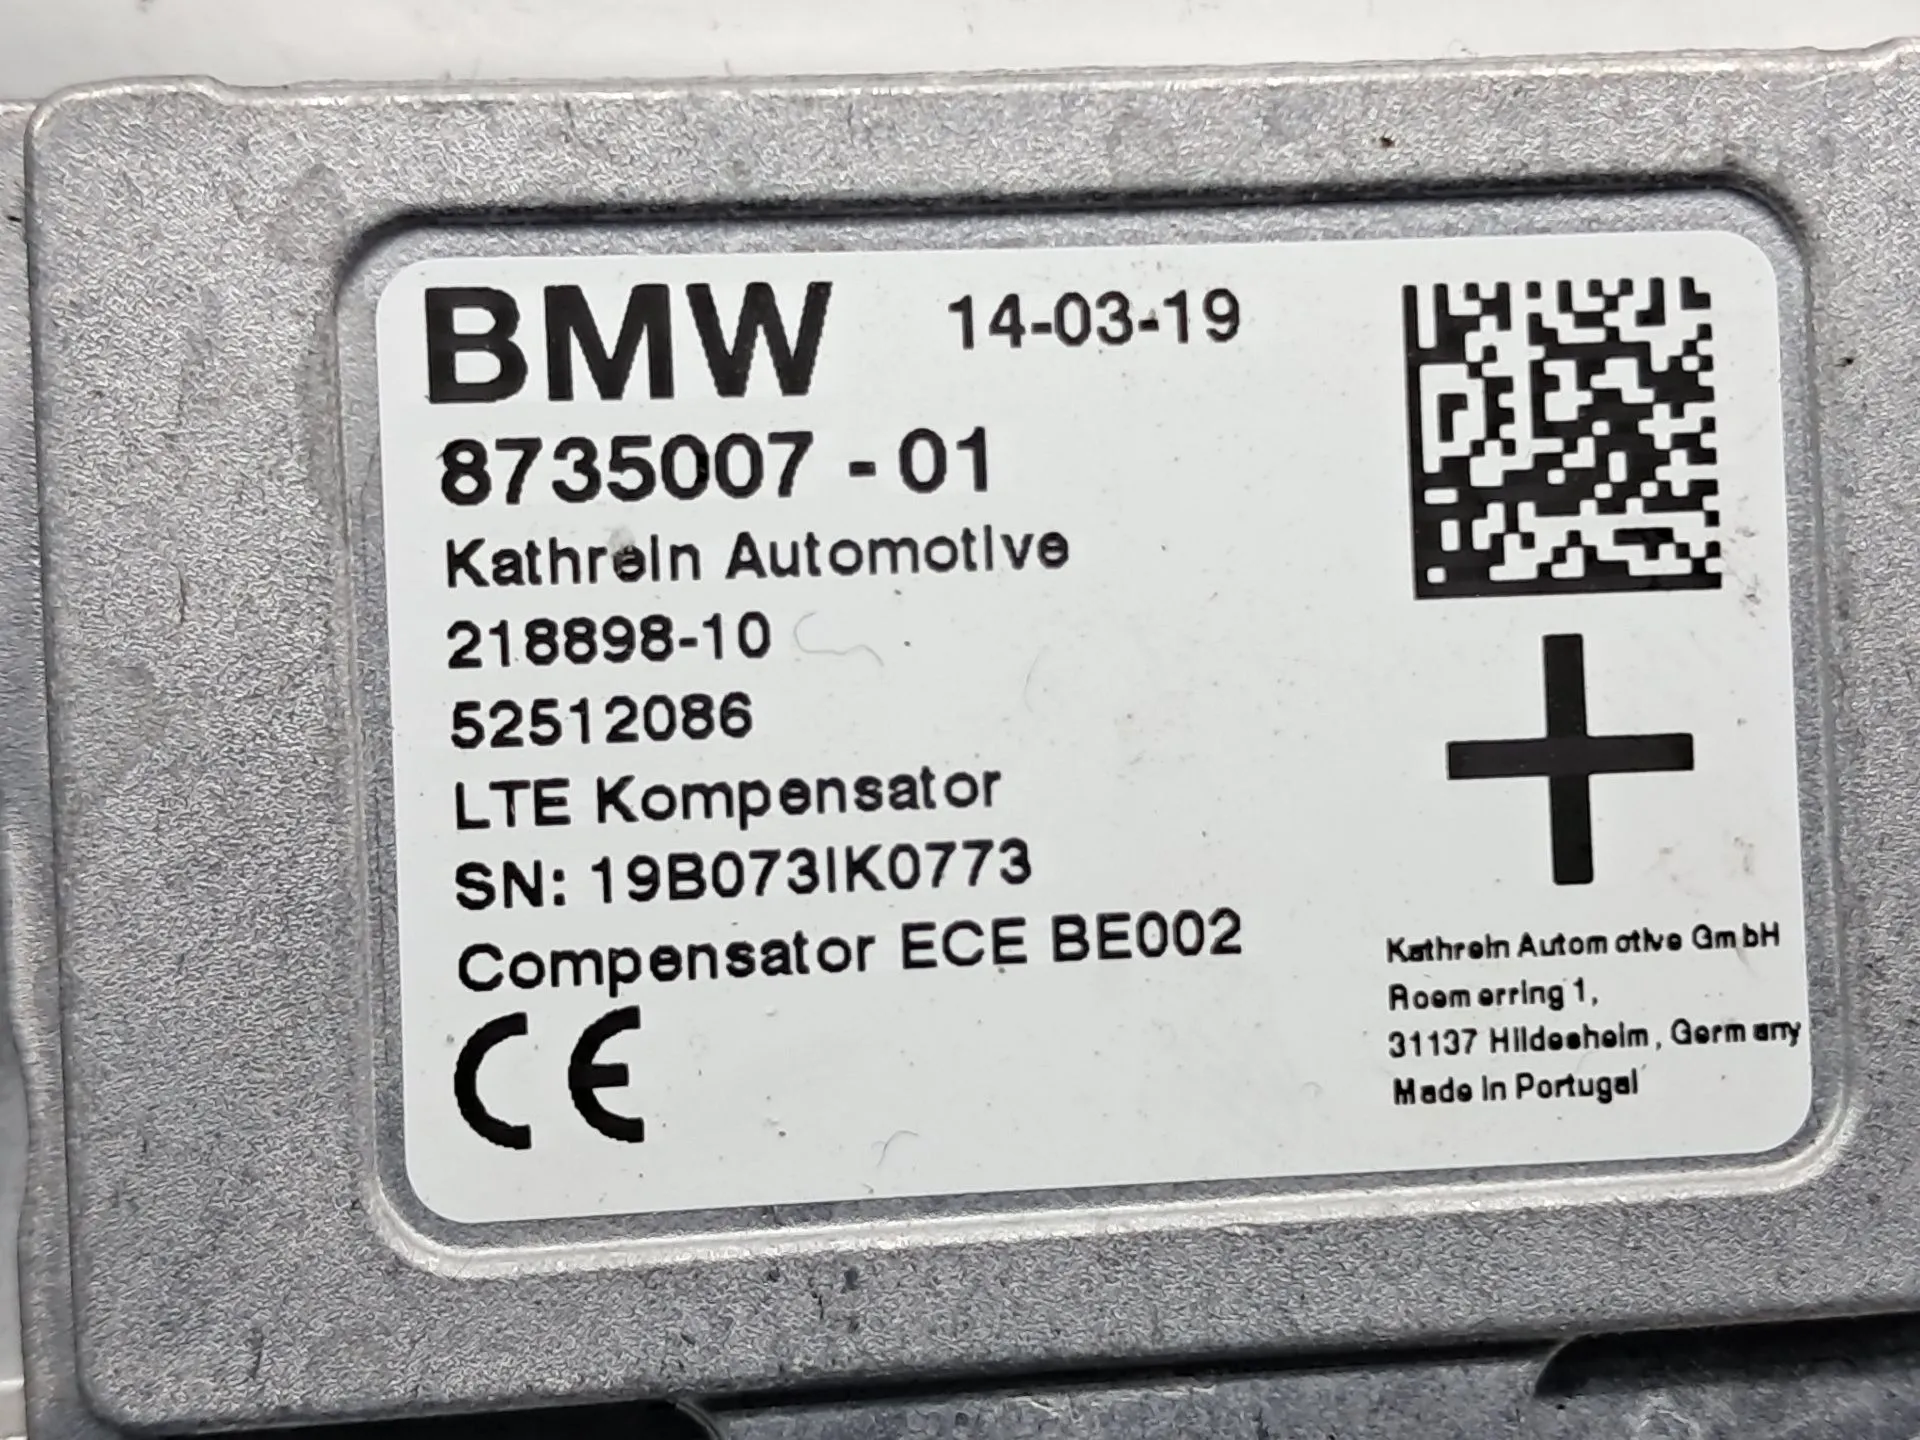 BMW 14-03-19
8735007 - 01
Kathrein Automotive
218898-10
52512086
LTE Kompensator
SN: 19B073IK0773
Compensator ECE BE002
CE
Kathrein Automotive GmbH
Roemerring 1,
31137 Hildesheim, Germany
Made in Portugal